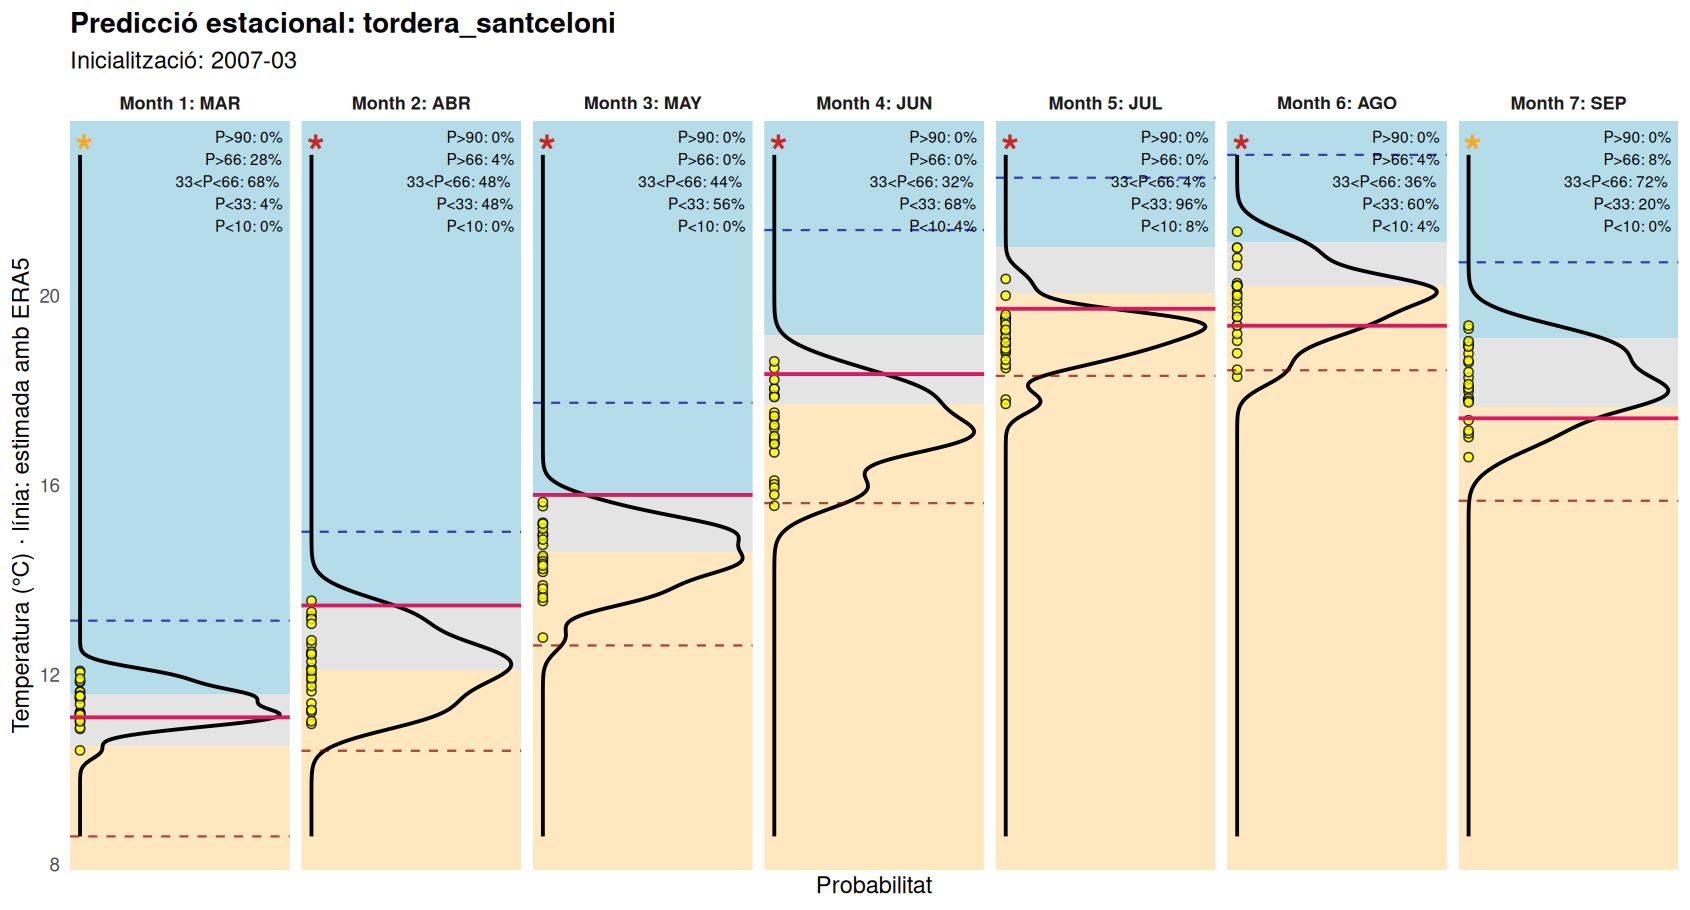 Predicció estacional: tordera_santceloni
Inicialització: 2007-03
Month 1: MAR
Month 2: ABR
Month 3: MAY
Month 4: JUN
Month 5: JUL
Month 6: AGO
Month 7: SEP
*
P>90: 0%
P>66: 28%
33<P<66: 68%
P<33: 4%
P<10: 0%
*
P>90: 0%
P>66: 4%
33<P<66: 48%
P<33: 48%
P<10: 0%
*
P>90: 0%
P>66: 0%
33<P<66: 44%
P<33: 56%
P<10: 0%
*
P>90: 0%
P>66: 0%
33<P<66: 32%
P<33: 68%
P<10: 4%
*
P>90: 0%
P>66: 0%
33<P<66: 4%
P<33: 96%
P<10: 8%
*
P>90: 0%
P>66: 4%
33<P<66: 36%
P<33: 60%
P<10: 4%
*
P>90: 0%
P>66: 8%
33<P<66: 72%
P<33: 20%
P<10: 0%
Temperatura (°C) · línia: estimada amb ERA5
20
16
12
8
Probabilitat